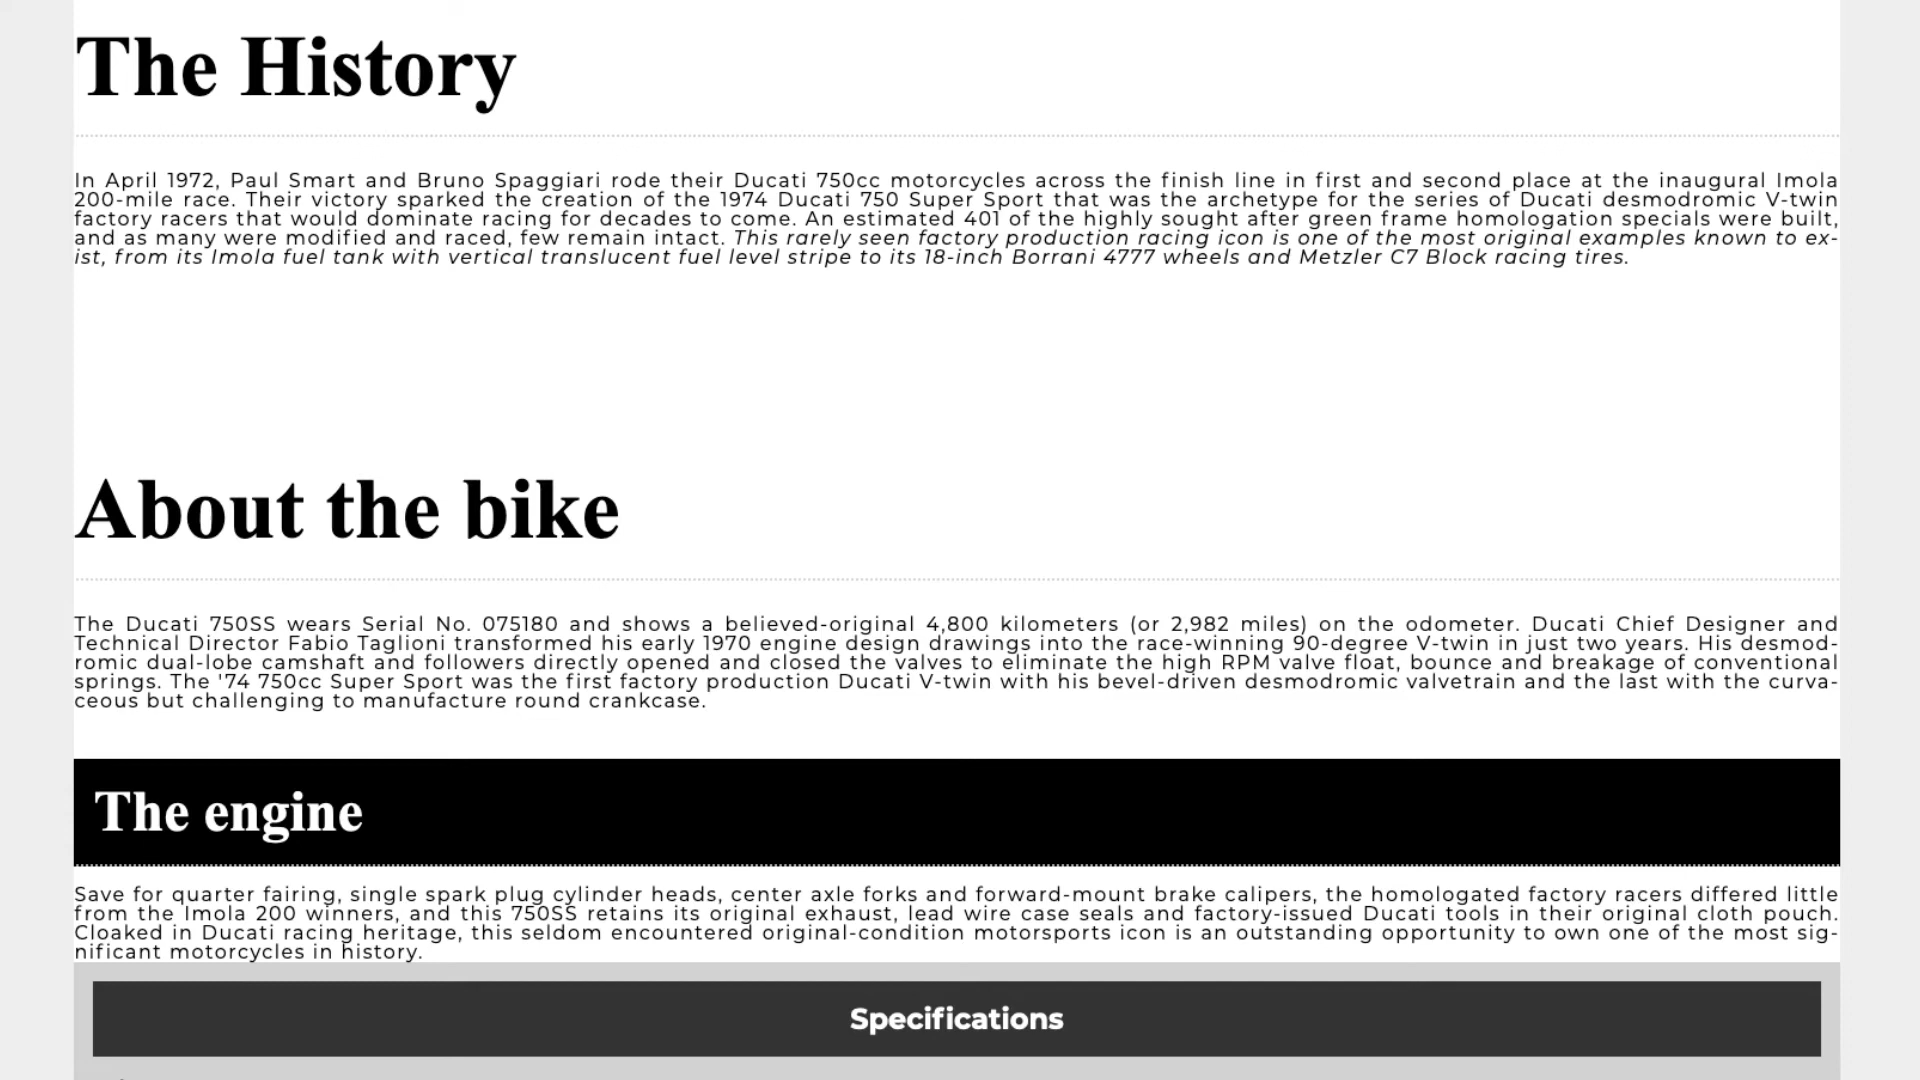 The History
In April 1972, Paul Smart and Bruno Spaggiari rode their Ducati 750cc motorcycles across the finish line in first and second place at the inaugural Imola
200-mile race. Their victory sparked the creation of the 1974 Ducati 750 Super Sport that was the archetype for the series of Ducati desmodromic V-twin
factory racers that would dominate racing for decades to come. An estimated 401 of the highly sought after green frame homologation specials were built,
and as many were modified and raced, few remain intact. This rarely seen factory production racing icon is one of the most original examples known to ex-
ist, from its Imola fuel tank with vertical translucent fuel level stripe to its 18-inch Borrani 4777 wheels and Metzler C7 Block racing tires.
About the bike
The Ducati 750SS wears Serial No. 075180 and shows a believed-original 4,800 kilometers (or 2,982 miles) on the odometer. Ducati Chief Designer and
Technical Director Fabio Taglioni transformed his early 1970 engine design drawings into the race-winning 90-degree V-twin in just two years. His desmod-
romic dual-lobe camshaft and followers directly opened and closed the valves to eliminate the high RPM valve float, bounce and breakage of conventional
springs. The '74 750cc Super Sport was the first factory production Ducati V-twin with his bevel-driven desmodromic valvetrain and the last with the curva-
ceous but challenging to manufacture round crankcase.
The engine
Save for quarter fairing, single spark plug cylinder heads, center axle forks and forward-mount brake calipers, the homologated factory racers differed little
from the Imola 200 winners, and this 750SS retains its original exhaust, lead wire case seals and factory-issued Ducati tools in their original cloth pouch.
Cloaked in Ducati racing heritage, this seldom encountered original-condition motorsports icon is an outstanding opportunity to own one of the most sig-
nificant motorcycles in history.
Specifications